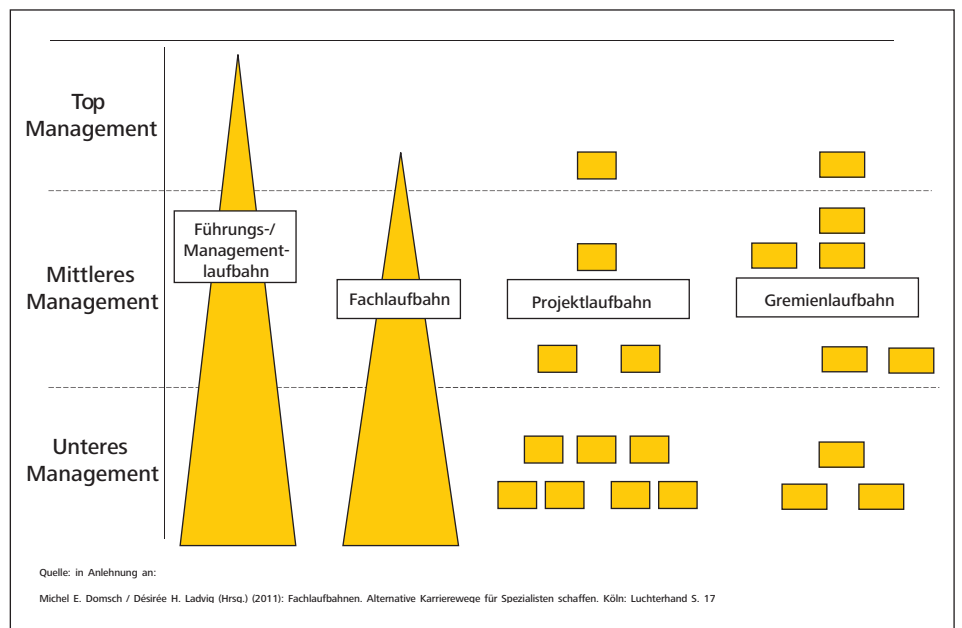 Top
Management
Führungs-/
Management-
laufbahn
Mittleres
Management
Fachlaufbahn
Projektlaufbahn
Gremienlaufbahn
Unteres
Management
Quelle: in Anlehnung an:
Michel E. Domsch / Désirée H. Ladwig (Hrsg.) (2011): Fachlaufbahnen. Alternative Karrierewege für Spezialisten schaffen. Köln: Luchterhand S. 17